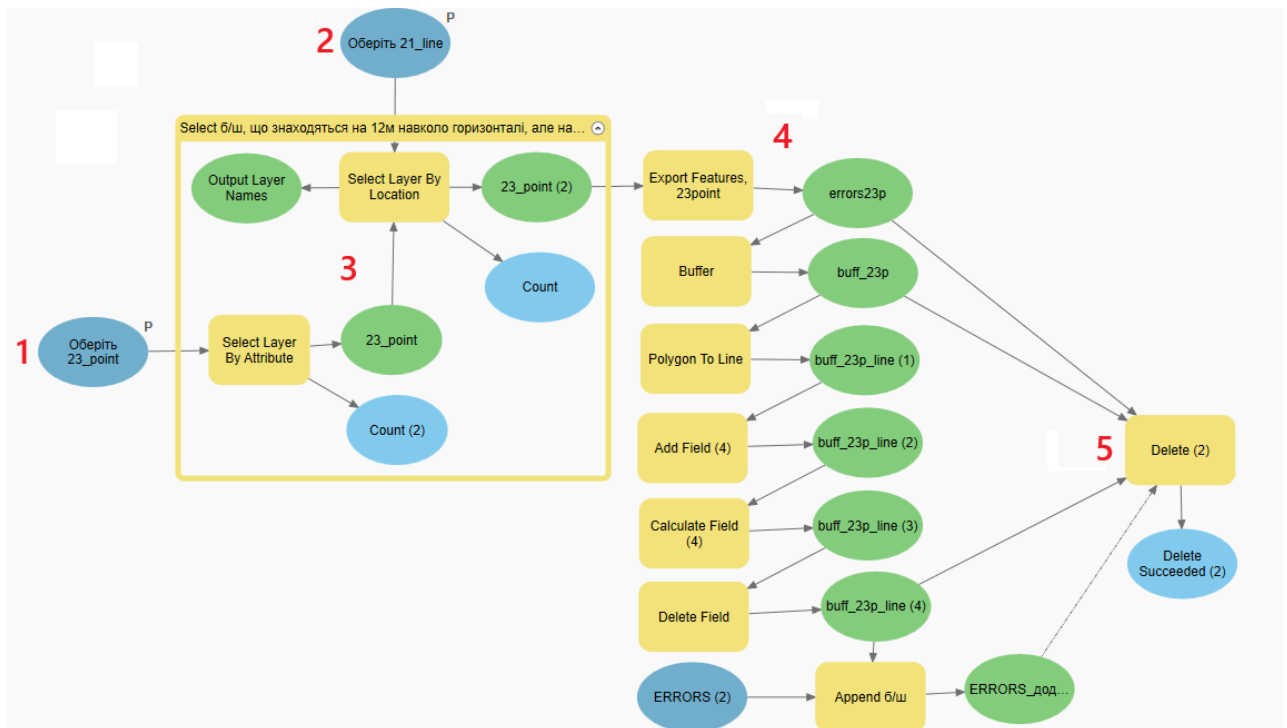 P
2
Оберіть 21_line
Select б/ш, що знаходяться на 12м навколо горизонталі, але на...
4
Output Layer
Names
Select Layer By
Location
23_point (2)
Export Features,
23point
errors23p
3
Count
Buffer
buff_23p
P
1
Оберіть
23_point
Select Layer
By Attribute
23_point
Polygon To Line
buff_23p_line (1)
Count (2)
Add Field (4)
buff_23p_line (2)
5
Delete (2)
Calculate Field
(4)
buff_23p_line (3)
Delete
Succeeded (2)
Delete Field
buff_23p_line (4)
ERRORS (2)
Append б/ш
ERRORS_дод...